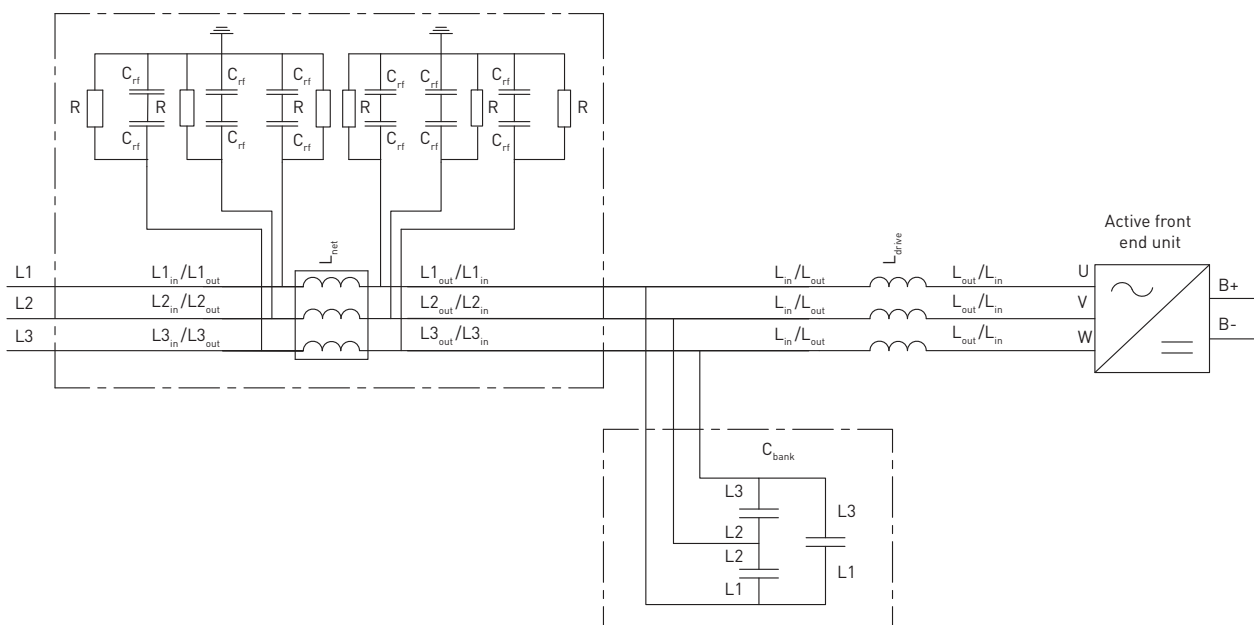 C_rf C_rf C_rf C_rf C_rf C_rf
R R R R R R
C_rf C_rf C_rf C_rf C_rf C_rf
L_net
L_drive
Active front
end unit
L1 L1_in/L1_out L1_out/L1_in L_in/L_out L_out/L_in U
L2 L2_in/L2_out L2_out/L2_in L_in/L_out L_out/L_in V
L3 L3_in/L3_out L3_out/L3_in L_in/L_out L_out/L_in W
B+
B-
C_bank
L3 L3
L2
L2
L1 L1